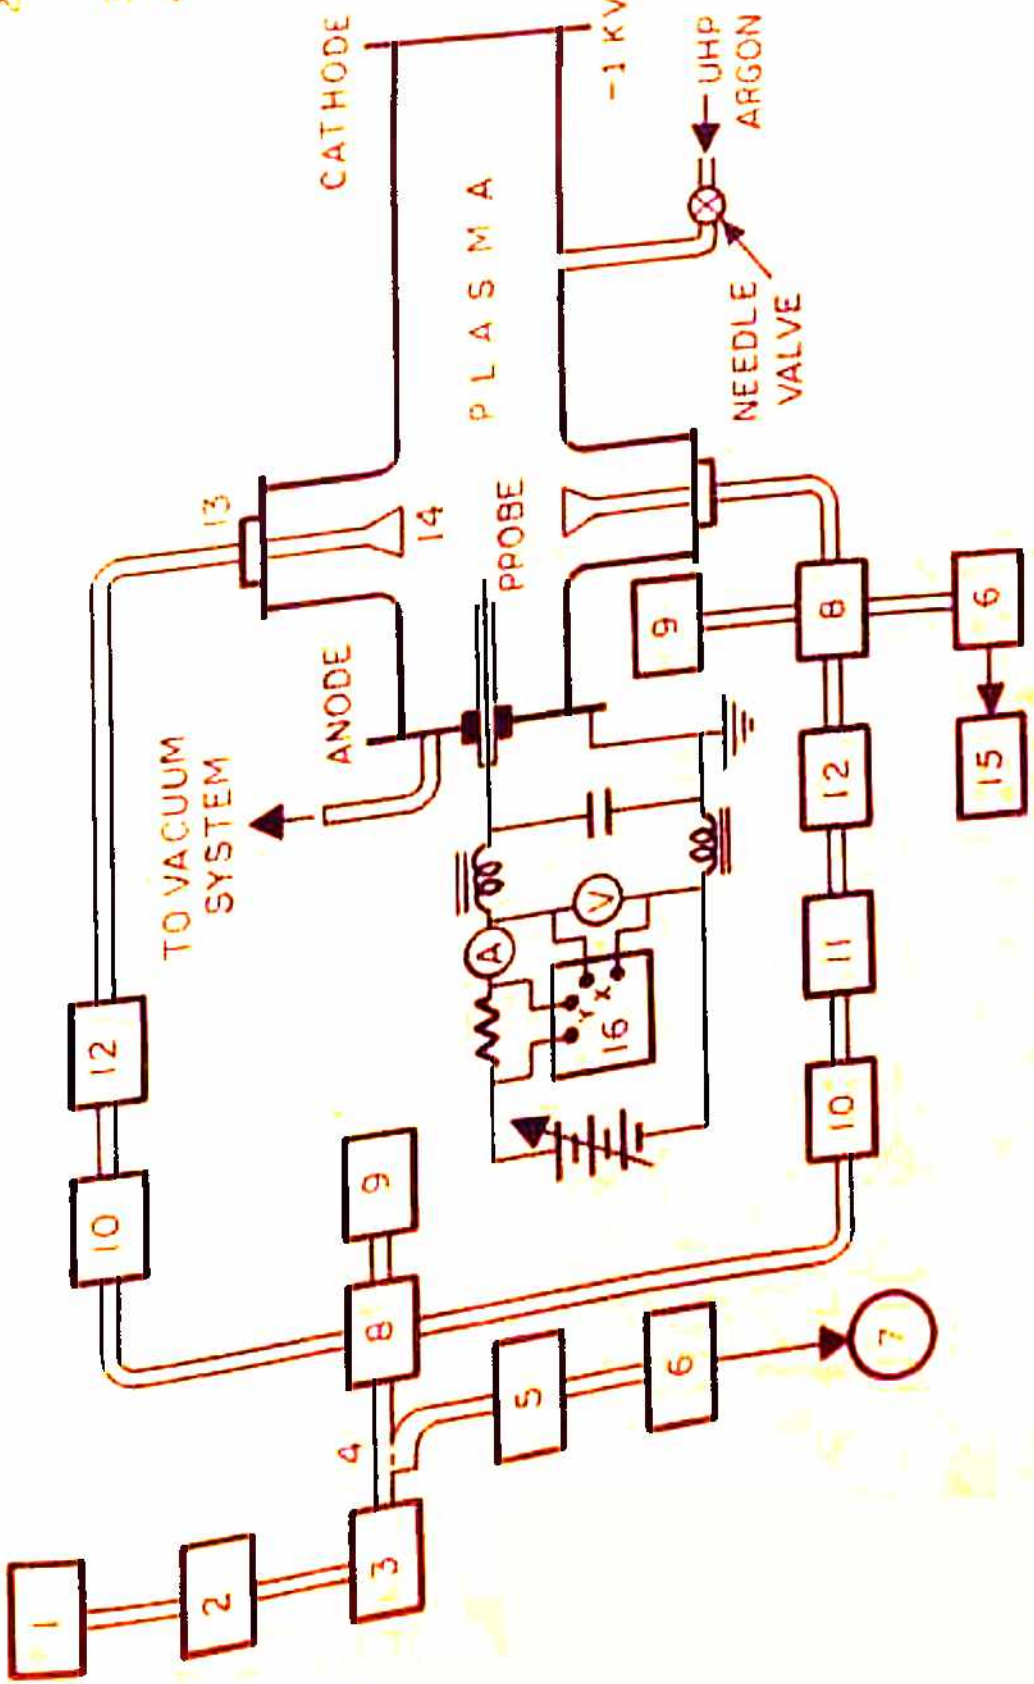 1
10
12
2
13
TO VACUUM
SYSTEM
ANODE
CATHODE
3
4
8
9
14
A
PLASMA
PROBE
5
16
Y
X
V
-1 KV
6
9
UHP
ARGON
NEEDLE
VALVE
7
10
11
12
8
15
6